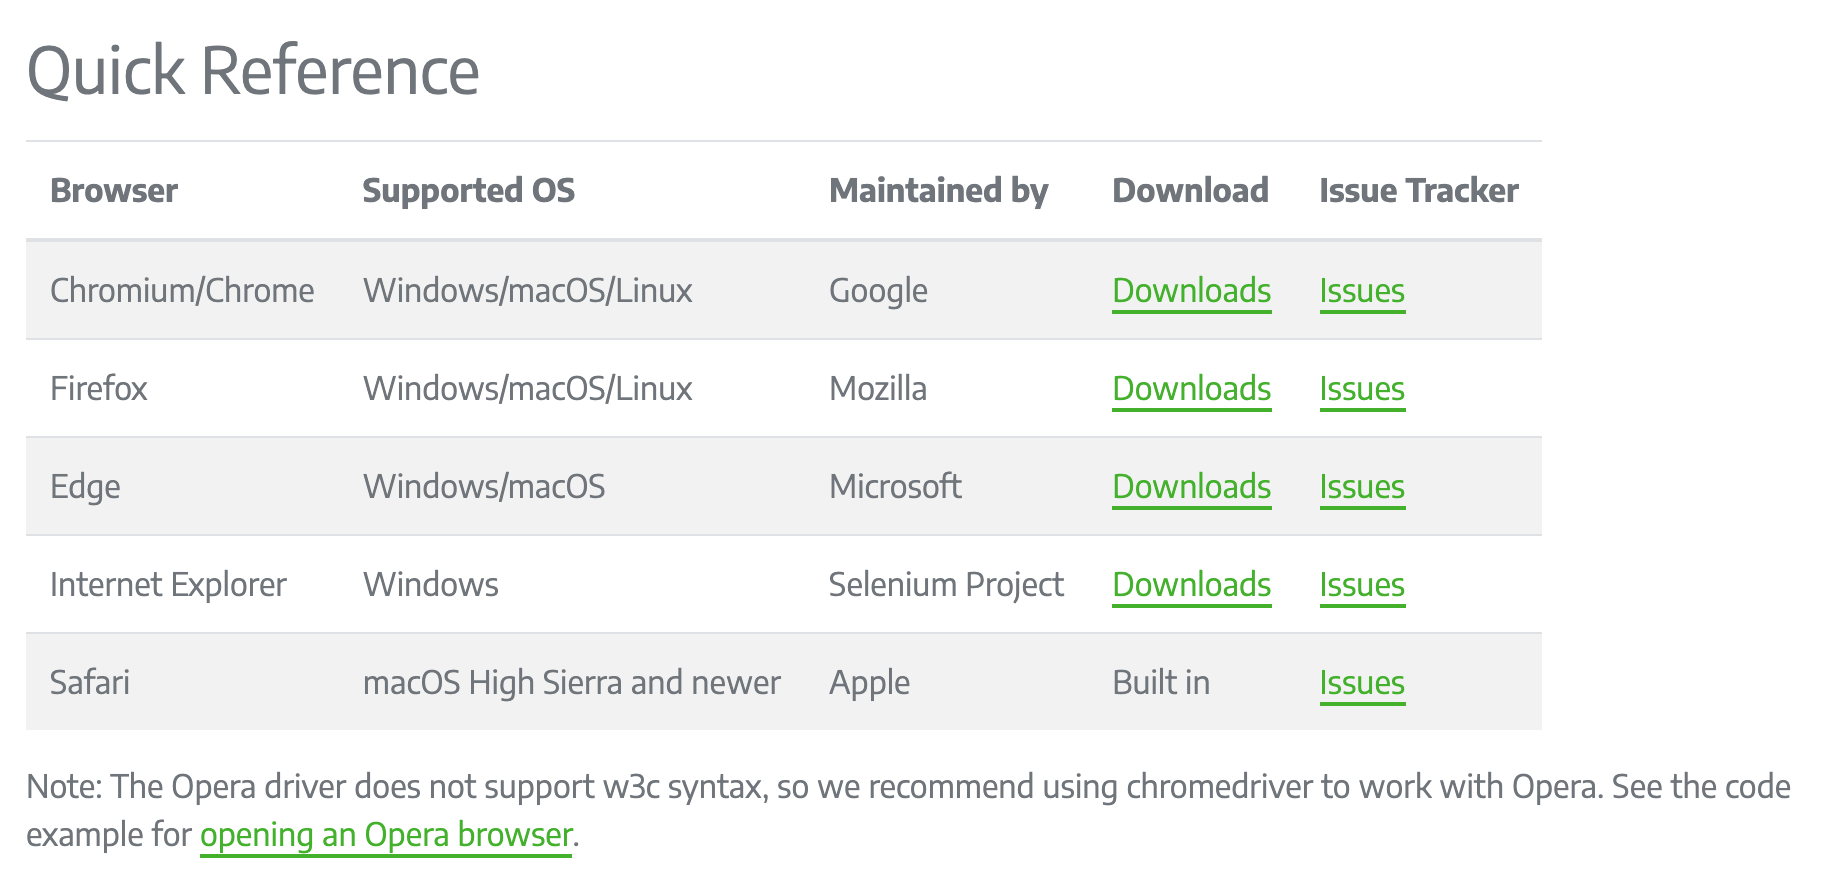 Quick Reference
Browser Supported OS Maintained by Download Issue Tracker
Chromium/Chrome Windows/macOS/Linux Google Downloads Issues
Firefox Windows/macOS/Linux Mozilla Downloads Issues
Edge Windows/macOS Microsoft Downloads Issues
Internet Explorer Windows Selenium Project Downloads Issues
Safari macOS High Sierra and newer Apple Built in Issues
Note: The Opera driver does not support w3c syntax, so we recommend using chromedriver to work with Opera. See the code
example for opening an Opera browser.